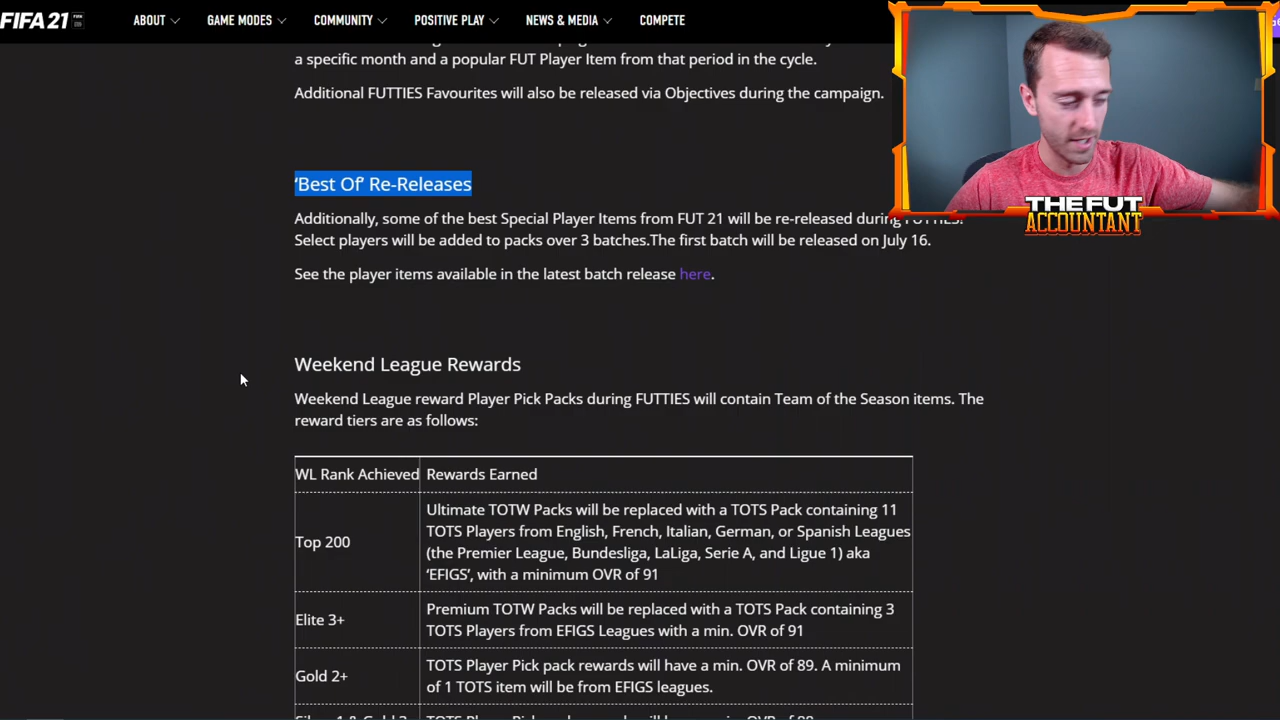 FIFA 21
ABOUT GAME MODES COMMUNITY POSITIVE PLAY NEWS & MEDIA COMPETE
a specific month and a popular FUT Player Item from that period in the cycle.
Additional FUTTIES Favourites will also be released via Objectives during the campaign.
‘Best Of’ Re-Releases
Additionally, some of the best Special Player Items from FUT 21 will be re-released during
Select players will be added to packs over 3 batches.The first batch will be released on July 16.
See the player items available in the latest batch release here.
THE FUT
ACCOUNTANT
Weekend League Rewards
Weekend League reward Player Pick Packs during FUTTIES will contain Team of the Season items. The
reward tiers are as follows:
WL Rank Achieved Rewards Earned
Top 200
Ultimate TOTW Packs will be replaced with a TOTS Pack containing 11
TOTS Players from English, French, Italian, German, or Spanish Leagues
(the Premier League, Bundesliga, LaLiga, Serie A, and Ligue 1) aka
‘EFIGS’, with a minimum OVR of 91
Elite 3+
Premium TOTW Packs will be replaced with a TOTS Pack containing 3
TOTS Players from EFIGS Leagues with a min. OVR of 91
Gold 2+
TOTS Player Pick pack rewards will have a min. OVR of 89. A minimum
of 1 TOTS item will be from EFIGS leagues.